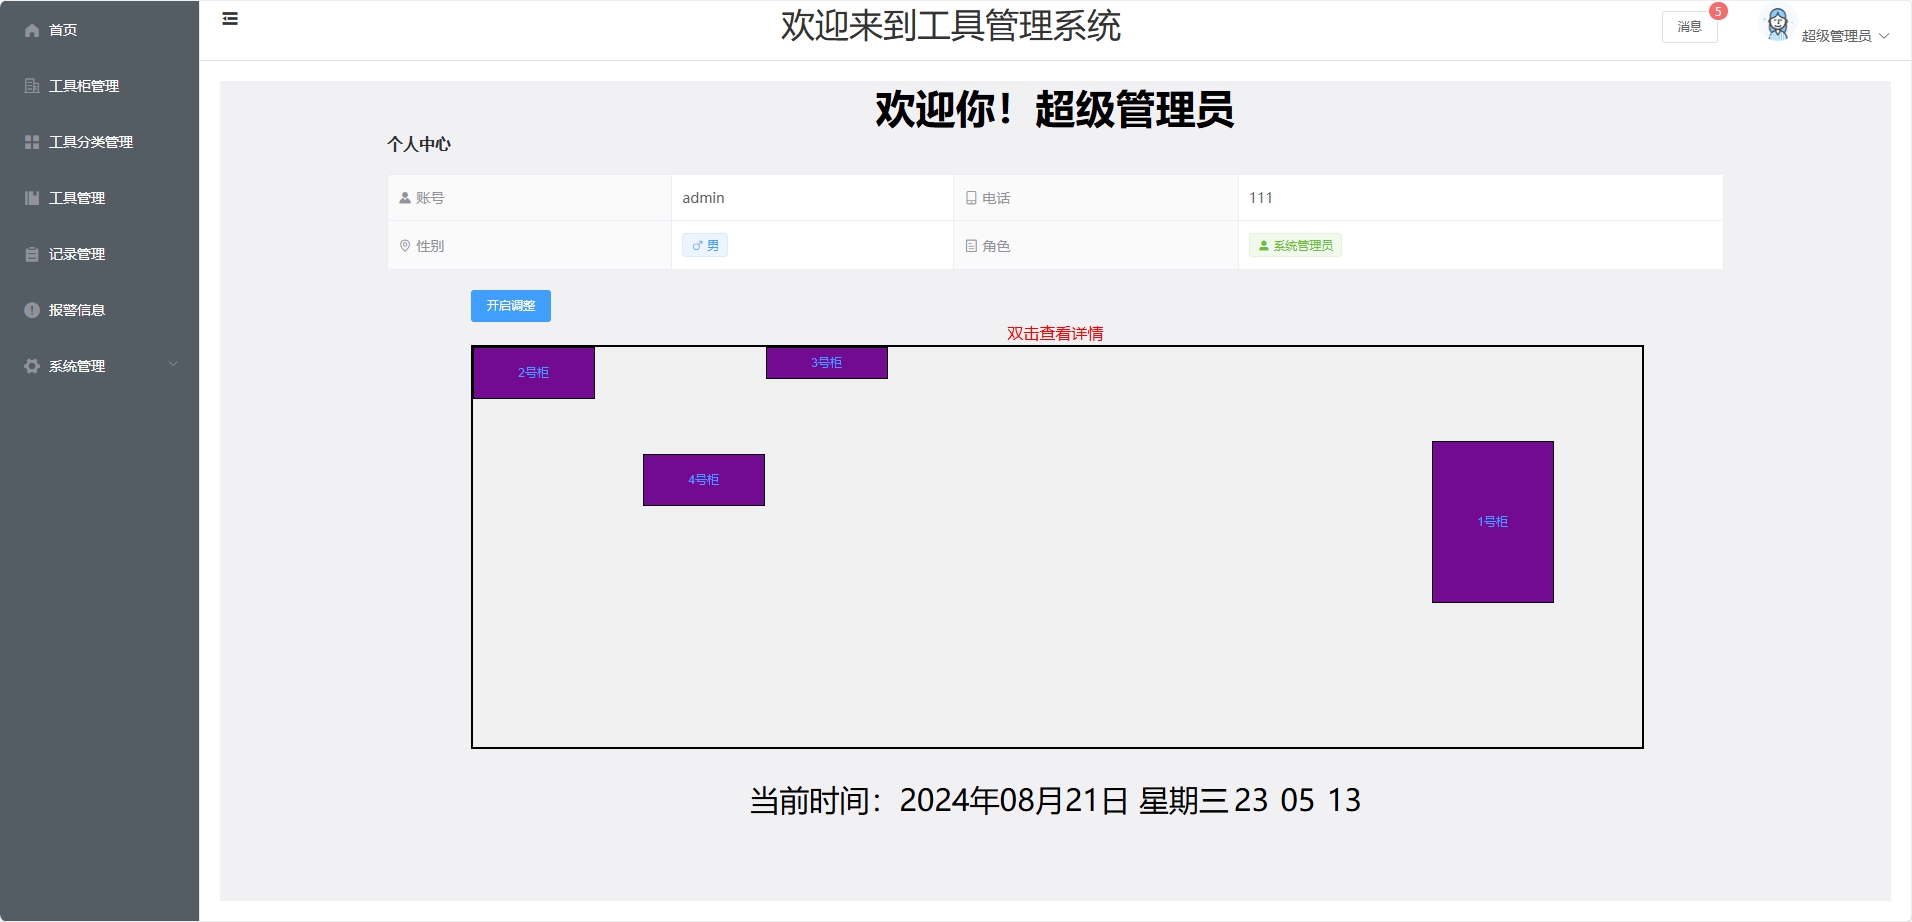 首页
工具柜管理
工具分类管理
工具管理
记录管理
报警信息
系统管理
欢迎来到工具管理系统
消息
5
超级管理员
欢迎你！超级管理员
个人中心
账号 admin 电话 111
性别 男 角色 系统管理员
开启调整
双击查看详情
2号柜
3号柜
4号柜
1号柜
当前时间：2024年08月21日 星期三 23 05 13